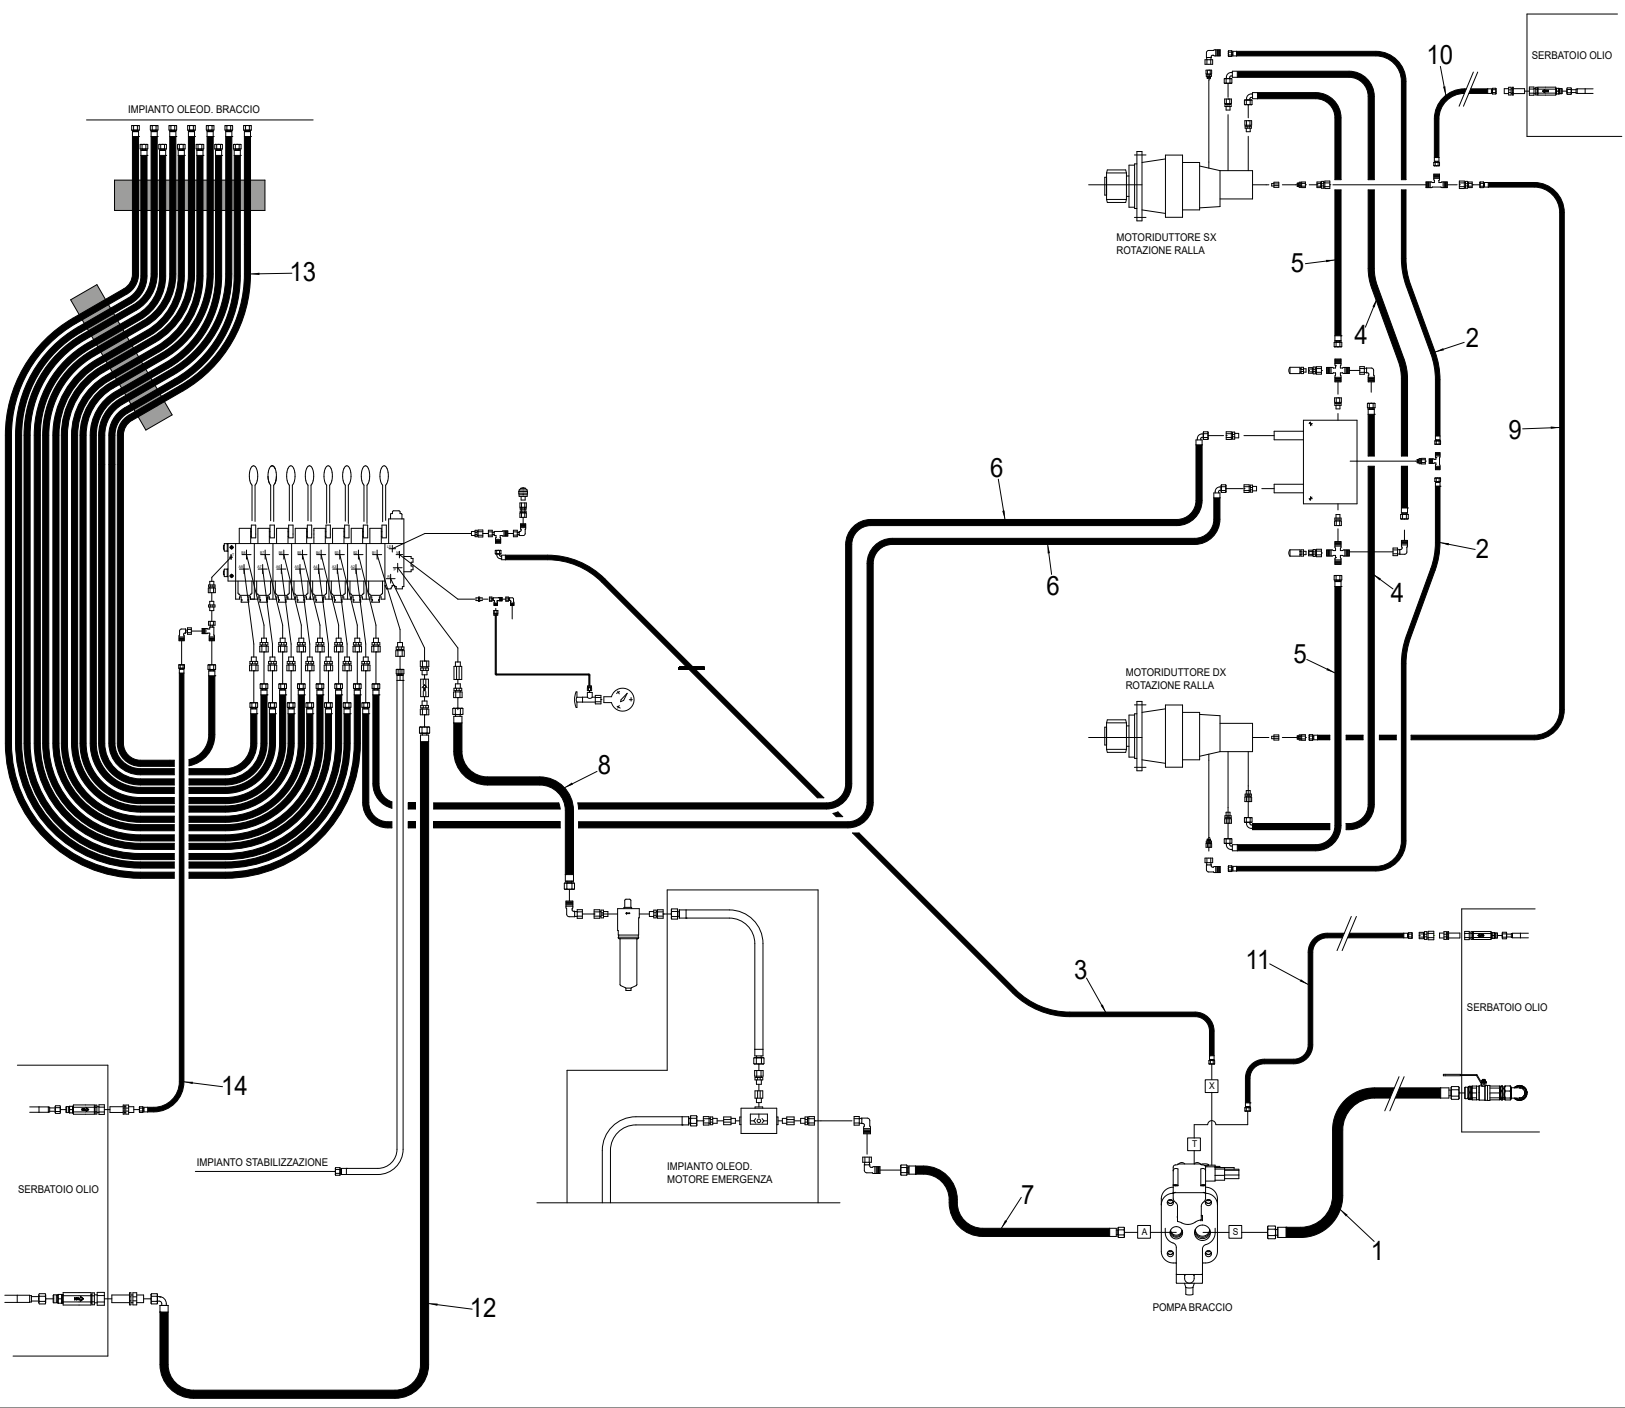 SERBATOIO OLIO
10
IMPIANTO OLEOD. BRACCIO
MOTORIDUTTORE SX
ROTAZIONE RALLA
13
5
4
2
9
6
6
2
4
5
MOTORIDUTTORE DX
ROTAZIONE RALLA
8
3
11
SERBATOIO OLIO
X
14
T
IMPIANTO STABILIZZAZIONE
IMPIANTO OLEOD.
MOTORE EMERGENZA
SERBATOIO OLIO
7
A
S
1
12
POMPA BRACCIO